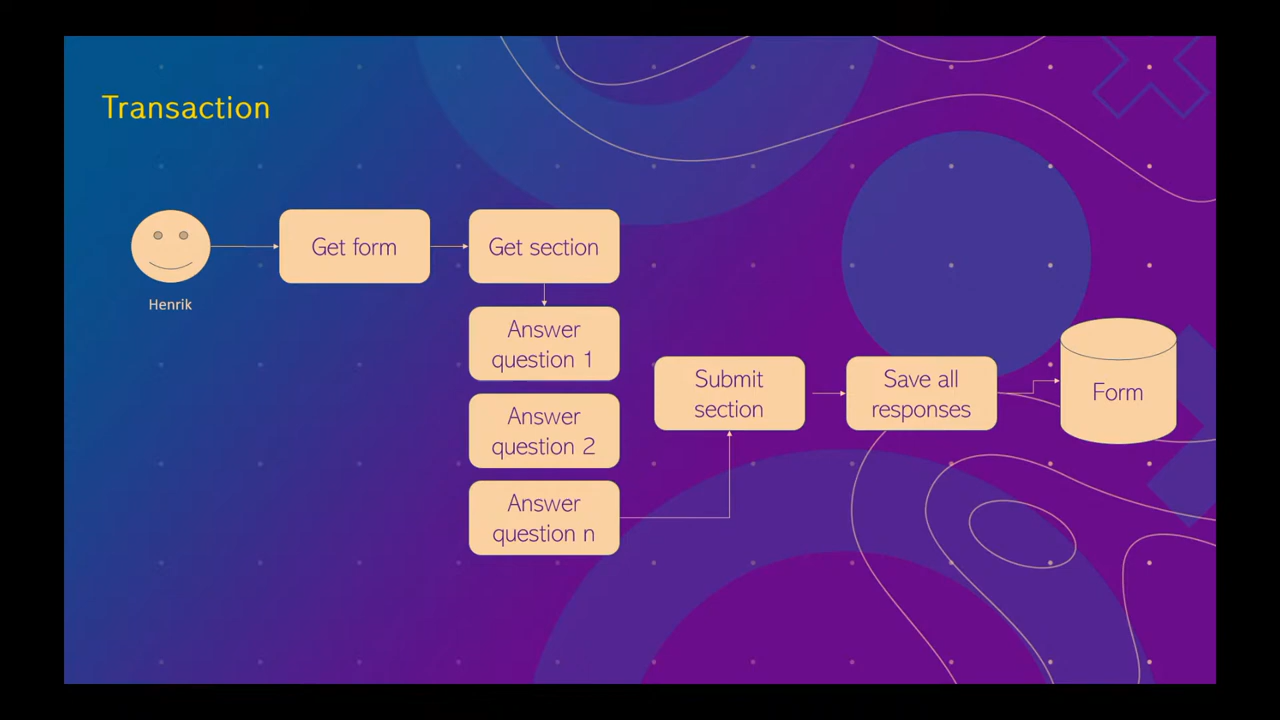 Transaction
Henrik
Get form
Get section
Answer
question 1
Answer
question 2
Answer
question n
Submit
section
Save all
responses
Form